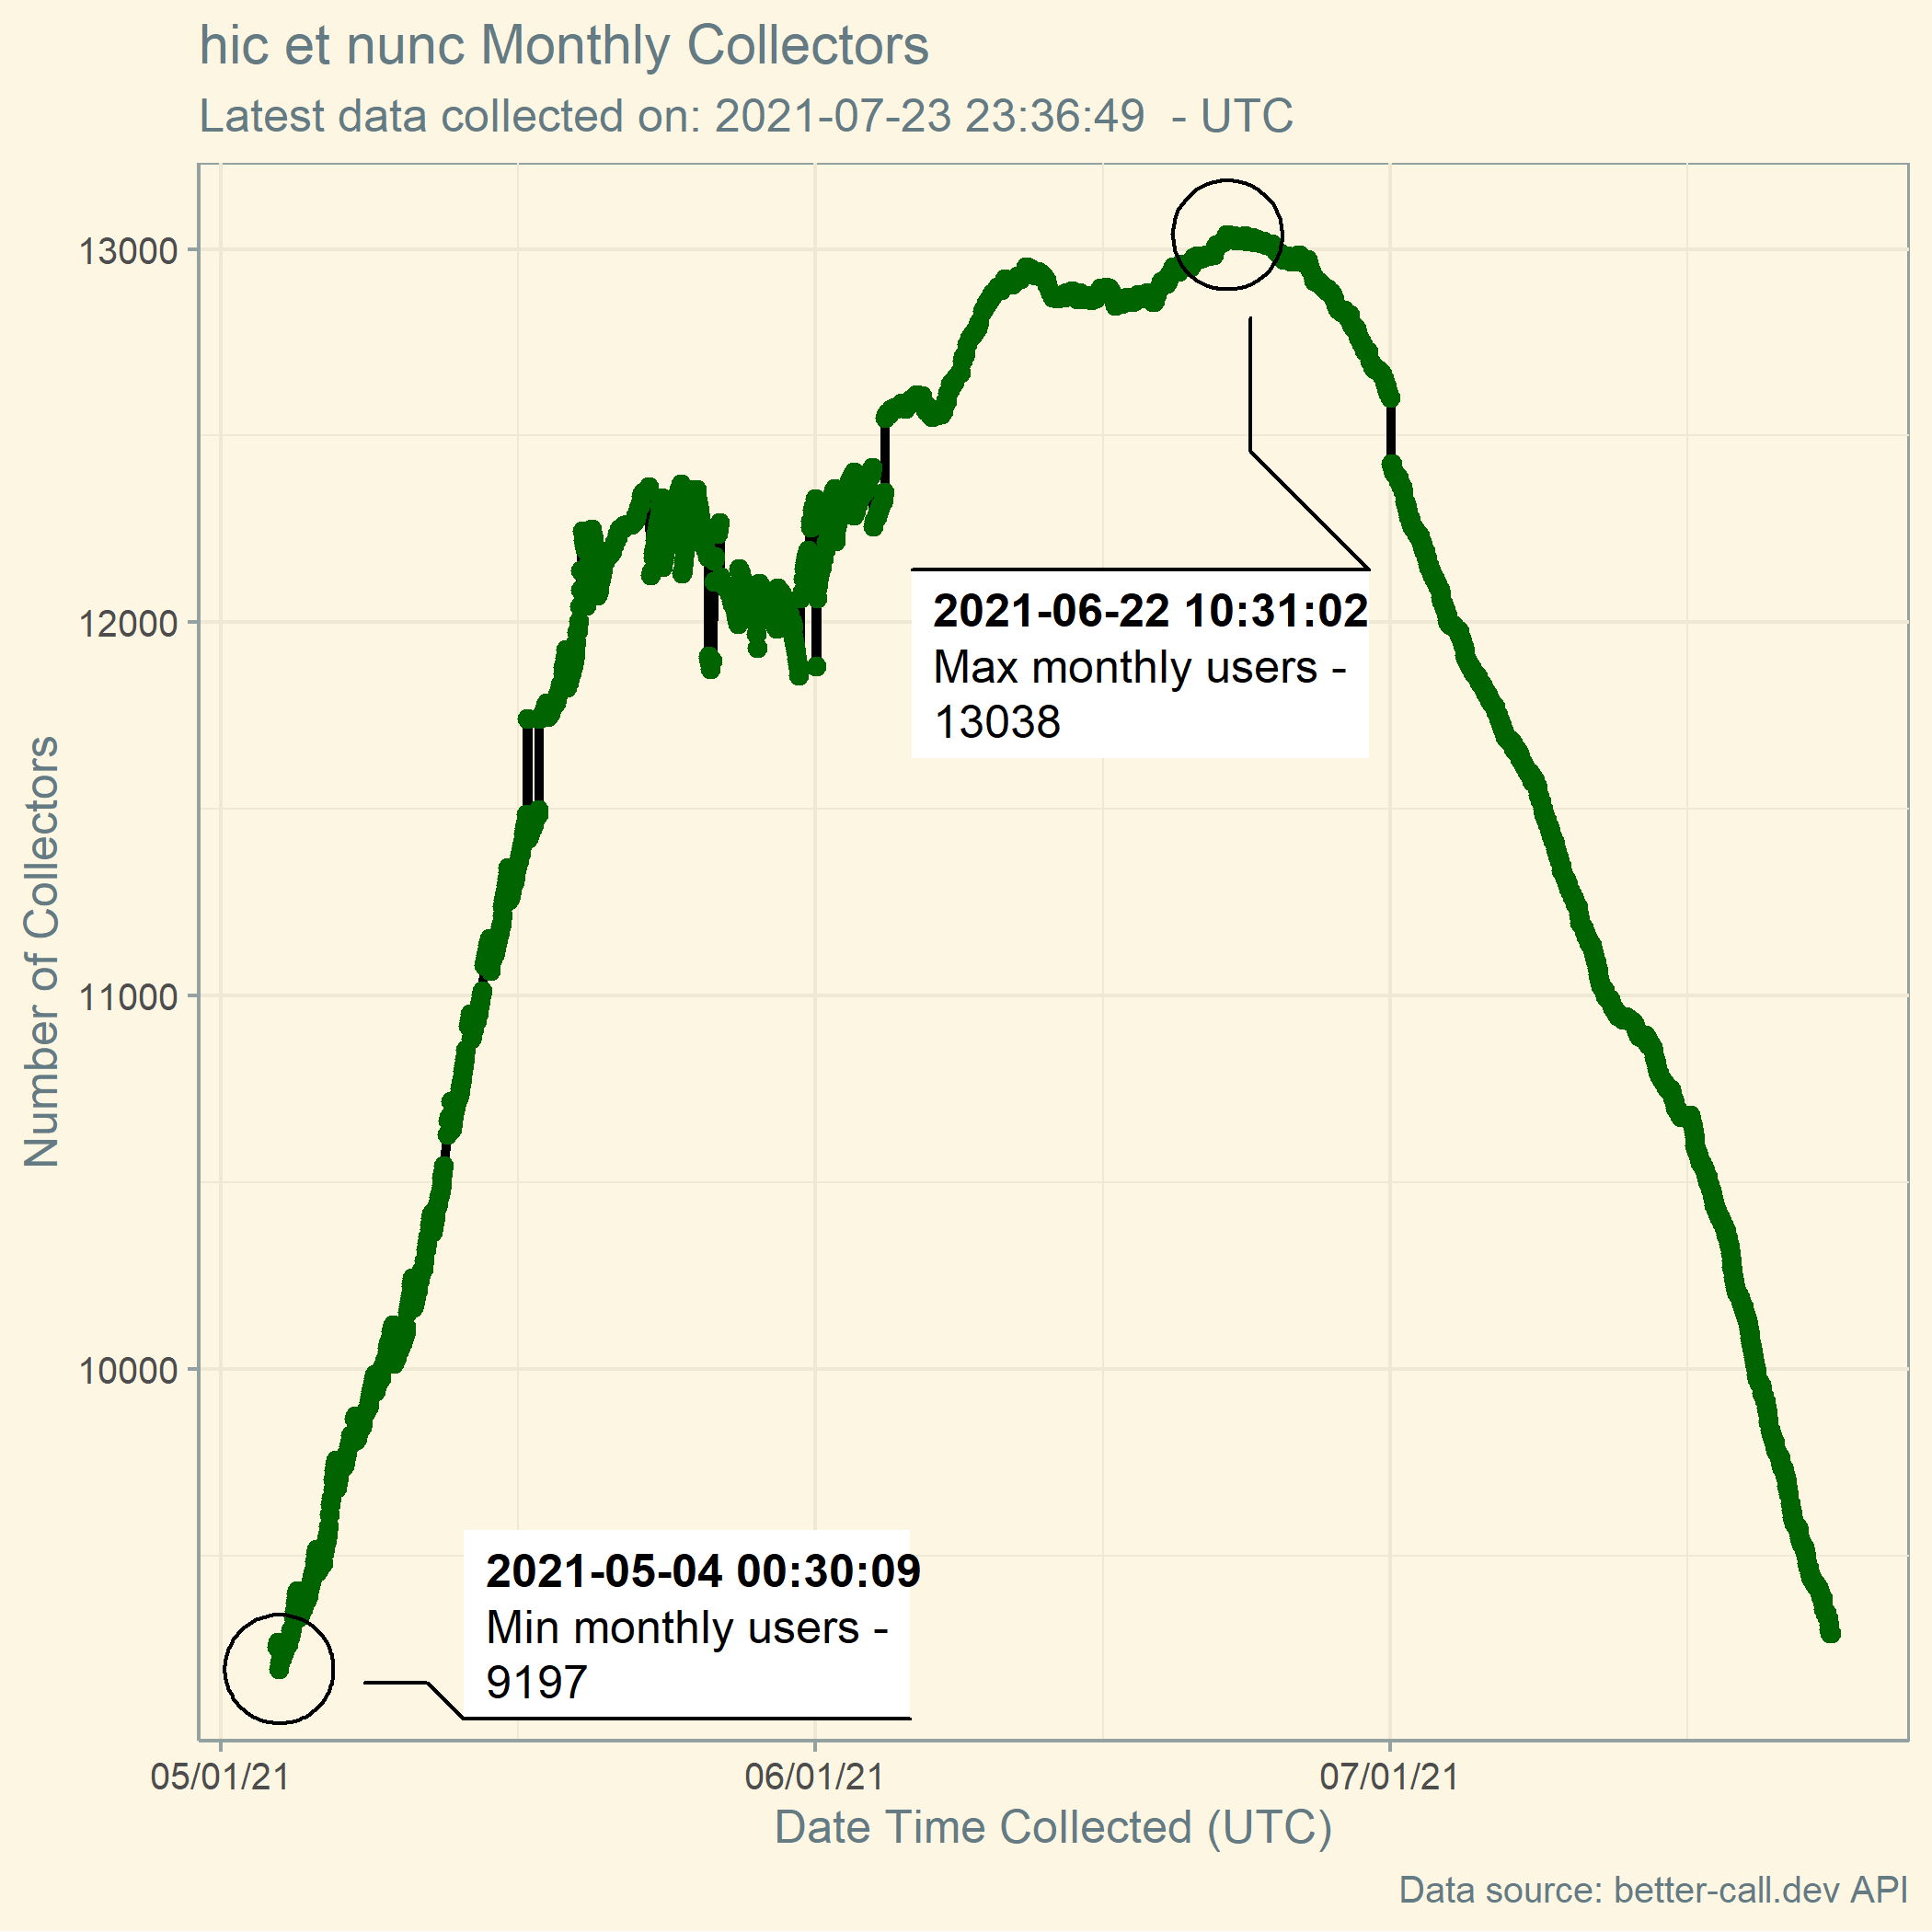 hic et nunc Monthly Collectors
Latest data collected on: 2021-07-23 23:36:49  - UTC
Number of Collectors
13000
12000
11000
10000
2021-06-22 10:31:02
Max monthly users -
13038
2021-05-04 00:30:09
Min monthly users -
9197
05/01/21
06/01/21
07/01/21
Date Time Collected (UTC)
Data source: better-call.dev API